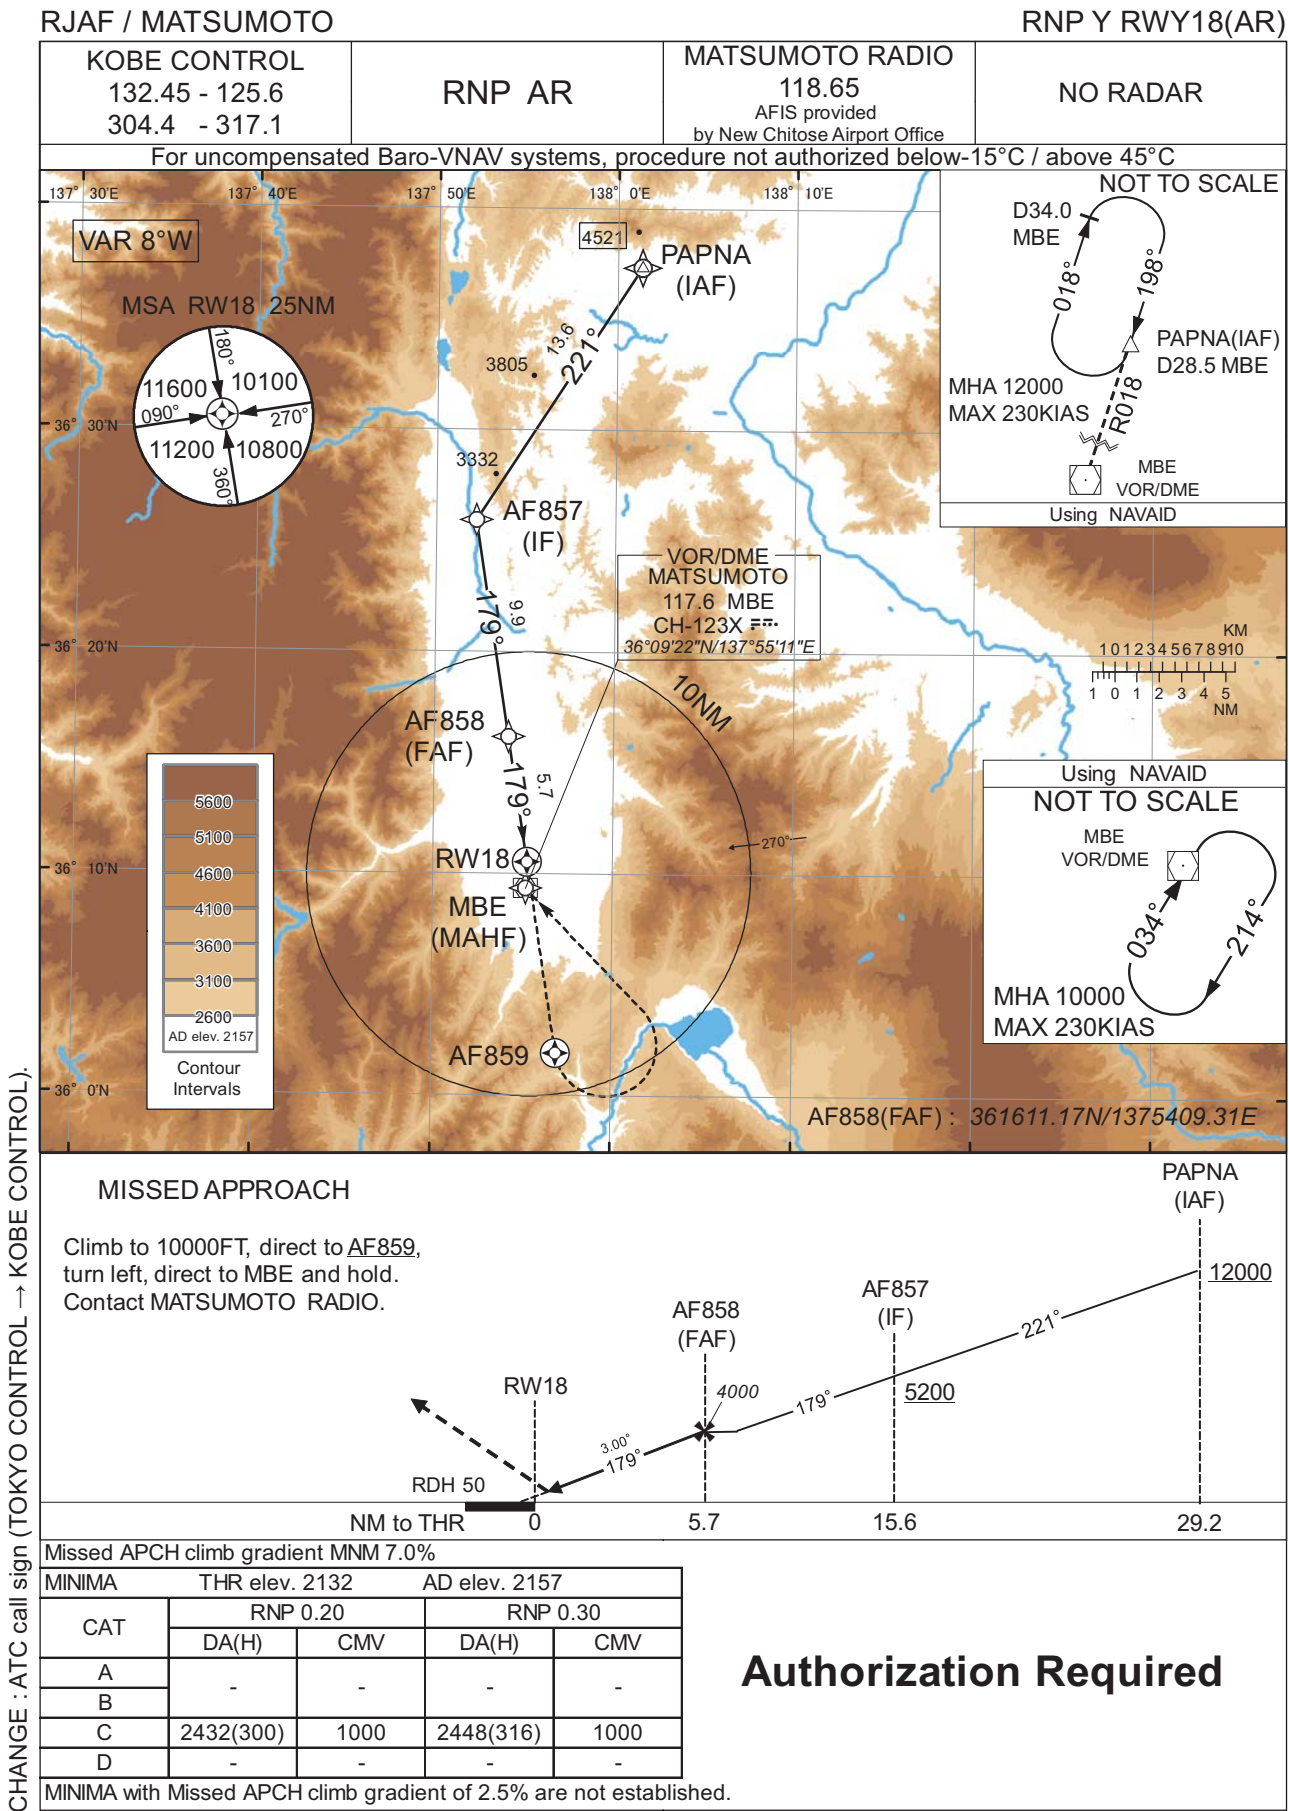 RJAF / MATSUMOTO
RNP Y RWY18(AR)
KOBE CONTROL
132.45 - 125.6
304.4 - 317.1
RNP AR
MATSUMOTO RADIO
118.65
AFIS provided
by New Chitose Airport Office
NO RADAR
For uncompensated Baro-VNAV systems, procedure not authorized below-15°C / above 45°C
137° 30'E
137° 40'E
137° 50'E
138° 0'E
138° 10'E
VAR 8°W
MSA RW18 25NM
180°
11600
10100
090°
270°
11200
10800
360°
4521
PAPNA
(IAF)
13.6
221°
3805
3332
AF857
(IF)
36° 30'N
NOT TO SCALE
D34.0
MBE
018°
198°
PAPNA(IAF)
D28.5 MBE
MHA 12000
MAX 230KIAS
R018
MBE
VOR/DME
Using NAVAID
VOR/DME
MATSUMOTO
117.6 MBE
CH-123X
36°09'22"N/137°55'11"E
179°
9.9
36° 20'N
KM
1 0 1 2 3 4 5 6 7 8 9 10
1 0 1 2 3 4 5
NM
10NM
AF858
(FAF)
179°
5.7
RW18
270°
36° 10'N
MBE
(MAHF)
AF859
36° 0'N
5600
5100
4600
4100
3600
3100
2600
AD elev. 2157
Contour
Intervals
Using NAVAID
NOT TO SCALE
MBE
VOR/DME
034°
214°
MHA 10000
MAX 230KIAS
AF858(FAF) : 361611.17N/1375409.31E
MISSED APPROACH
Climb to 10000FT, direct to AF859,
turn left, direct to MBE and hold.
Contact MATSUMOTO RADIO.
PAPNA
(IAF)
12000
AF857
(IF)
221°
5200
AF858
(FAF)
4000
179°
RW18
3.00°
179°
RDH 50
NM to THR
0
5.7
15.6
29.2
Missed APCH climb gradient MNM 7.0%
MINIMA THR elev. 2132 AD elev. 2157
CAT RNP 0.20 RNP 0.30
DA(H) CMV DA(H) CMV
A
- - - -
B
C 2432(300) 1000 2448(316) 1000
D - - - -
MINIMA with Missed APCH climb gradient of 2.5% are not established.
Authorization Required
CHANGE : ATC call sign (TOKYO CONTROL → KOBE CONTROL).